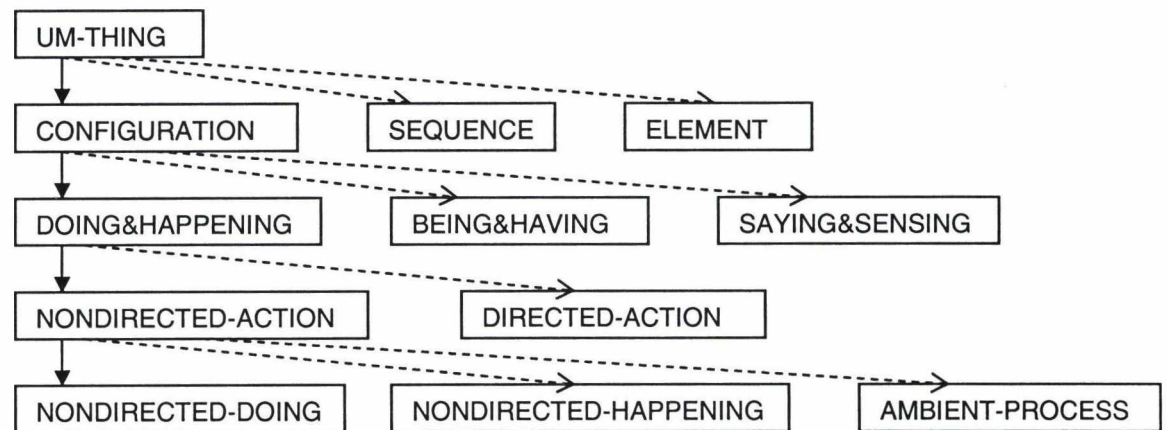 UM-THING
CONFIGURATION SEQUENCE ELEMENT
DOING&HAPPENING BEING&HAVING SAYING&SENSING
NONDIRECTED-ACTION DIRECTED-ACTION
NONDIRECTED-DOING NONDIRECTED-HAPPENING AMBIENT-PROCESS